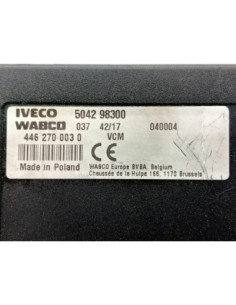 IVECO 5042 98300
WABCO 037 42/17 040004
446 270 003 0 VCM
CE
Made in Poland WABCO Europe BVBA, Belgium
Chaussée de la Hulpe 166, 1170 Brussels